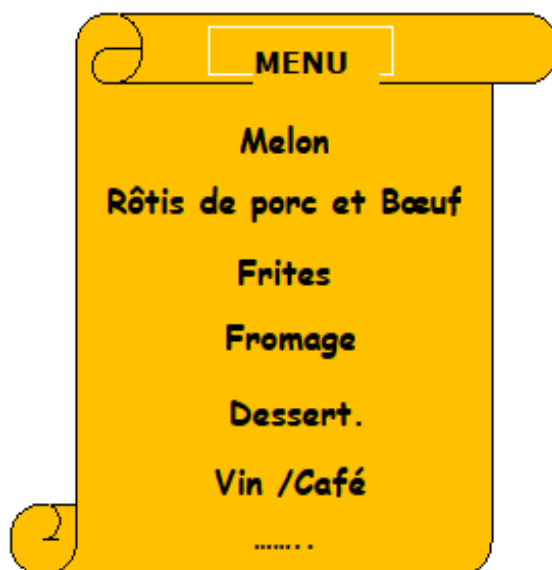 MENU
Melon
Rôtis de porc et Bœuf
Frites
Fromage
Dessert.
Vin /Café
……..